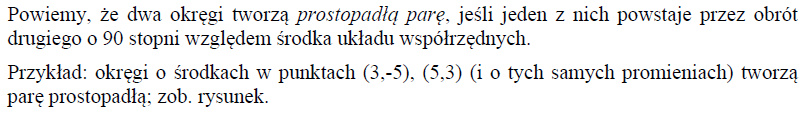 Powiemy, że dwa okręgi tworzą prostopadłą parę, jeśli jeden z nich powstaje przez obrót
drugiego o 90 stopni względem środka układu współrzędnych.
Przykład: okręgi o środkach w punktach (3,-5), (5,3) (i o tych samych promieniach) tworzą
parę prostopadłą; zob. rysunek.